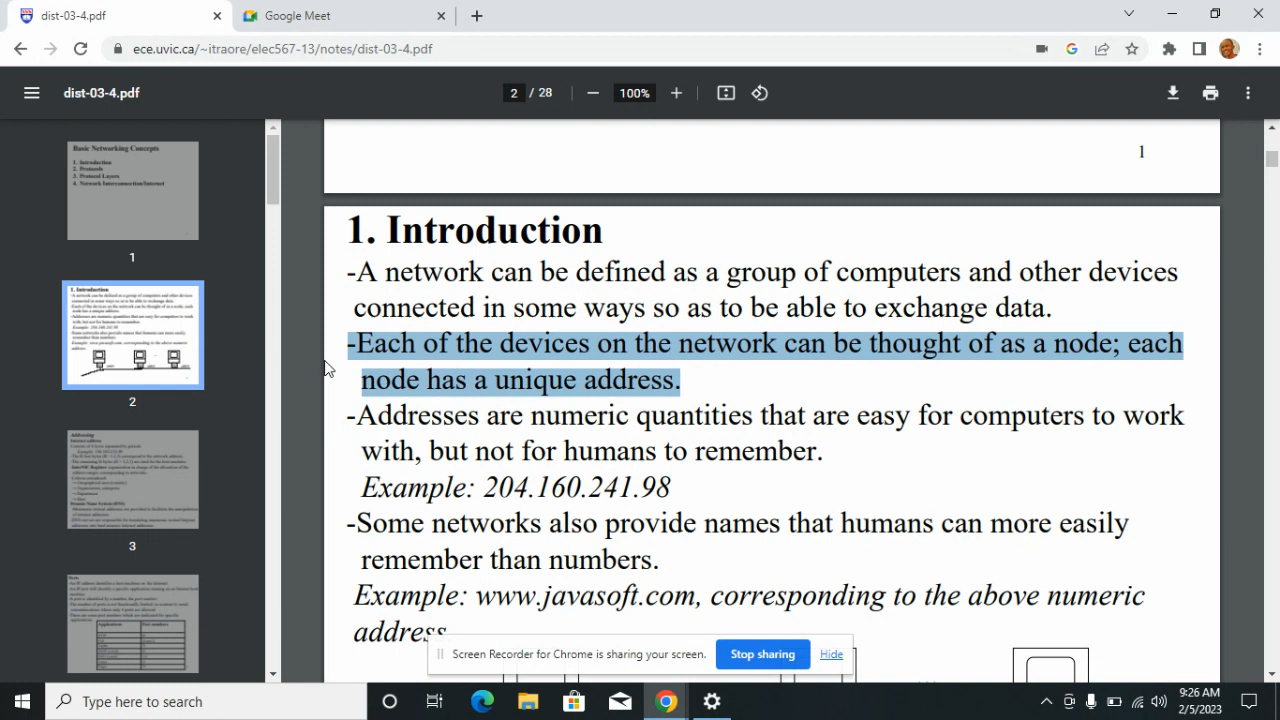 dist-03-4.pdf
Google Meet
ece.uvic.ca/~itraore/elec567-13/notes/dist-03-4.pdf
dist-03-4.pdf
2 / 28
100%
Basic Networking Concepts
1. Introduction
2. Protocols
3. Protocol Layers
4. Network Interconnection/Internet
1
2
3
1
1. Introduction
-A network can be defined as a group of computers and other devices
connected in some ways so as to be able to exchange data.
-Each of the devices on the network can be thought of as a node; each
node has a unique address.
-Addresses are numeric quantities that are easy for computers to work
with, but not for humans to remember.
Example: 204.160.241.98
-Some networks also provide names that humans can more easily
remember than numbers.
Example: www.javasoft.com, corresponding to the above numeric
address.
Screen Recorder for Chrome is sharing your screen.
Stop sharing
Hide
Type here to search
9:26 AM
2/5/2023